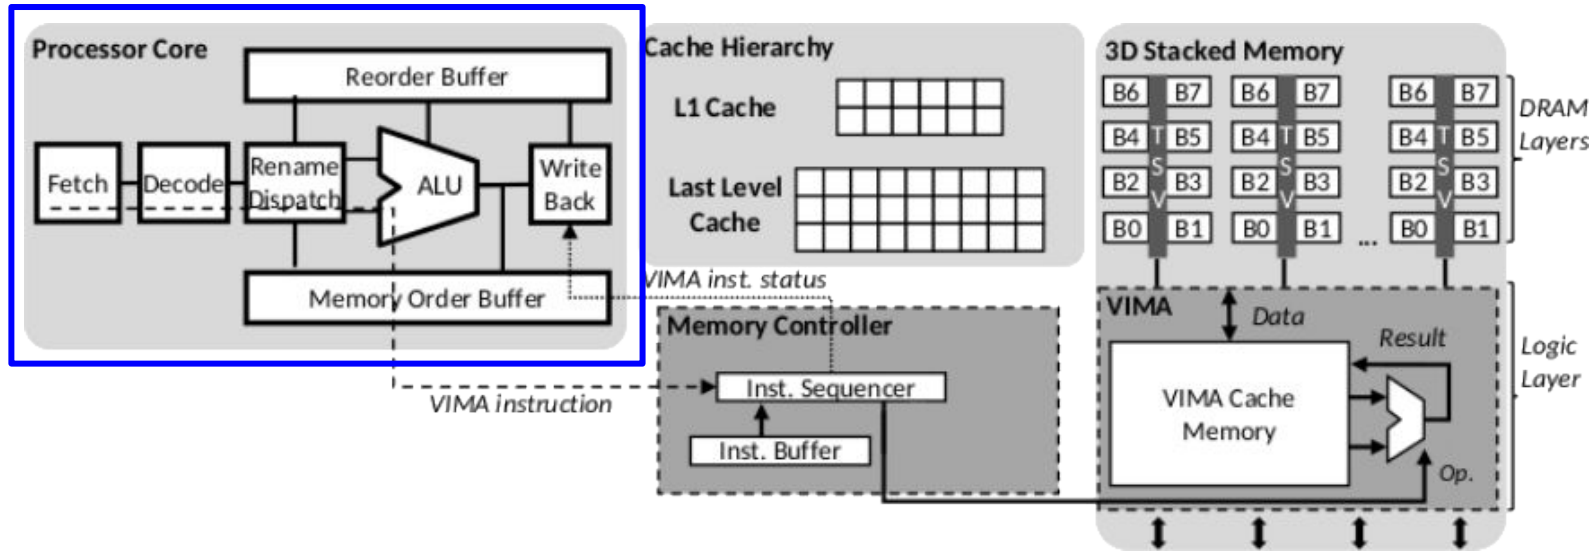 Processor Core
Reorder Buffer
Fetch
Decode
Rename
Dispatch
ALU
Write
Back
Memory Order Buffer
Cache Hierarchy
L1 Cache
Last Level
Cache
VIMA inst. status
Memory Controller
Inst. Sequencer
Inst. Buffer
VIMA instruction
3D Stacked Memory
B6 B7 B6 B7 B6 B7
B4 T B5 B4 T B5 B4 T B5
S S S
B2 B3 B2 B3 B2 B3
V V V
B0 B1 B0 B1 ... B0 B1
DRAM
Layers
VIMA
Data
Result
VIMA Cache
Memory
Op.
Logic
Layer